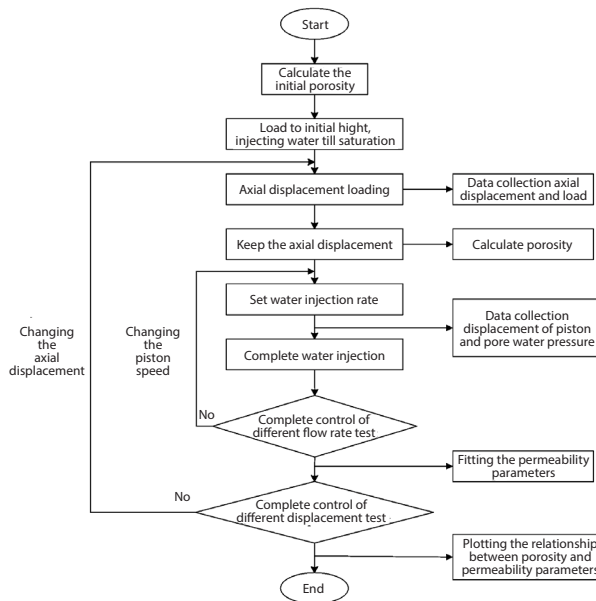 Start
Calculate the
initial porosity
Load to initial hight,
injecting water till saturation
Axial displacement loading
Data collection axial
displacement and load
Keep the axial displacement
Calculate porosity
Set water injection rate
Changing
the
axial
displacement
Changing
the
piston
speed
Data collection
displacement of piston
and pore water pressure
Complete water injection
No
Complete control of
different flow rate test
Fitting the permeability
parameters
No
Complete control of
different displacement test
Plotting the relationship
between porosity and
permeability parameters
End